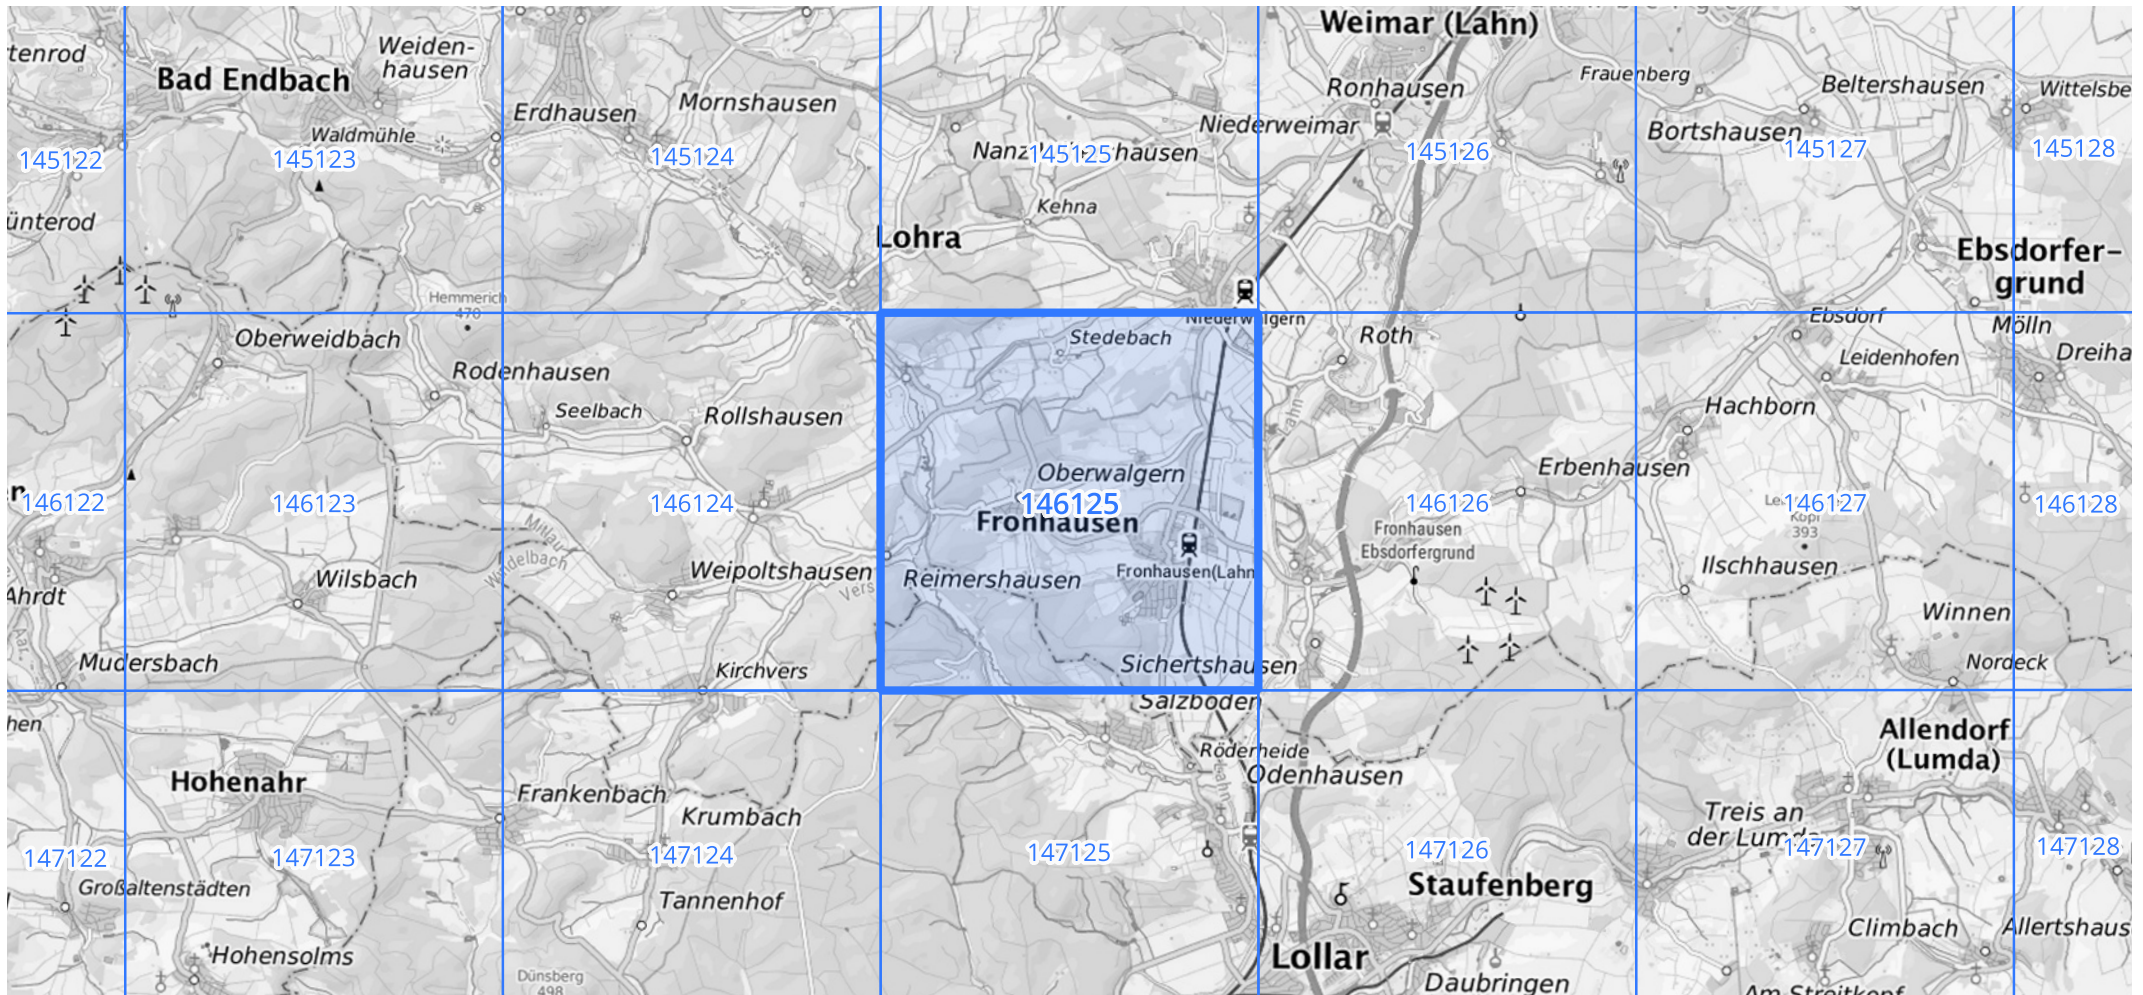 Weimar (Lahn)
tenrod
Weiden-
hausen
Bad Endbach
Frauenberg
Ronhausen
Beltershausen
Wittelsbe
Erdhausen
Mornshausen
Niederweimar
Bortshausen
Waldmühle
145122
145123
145124
145125
hausen
145126
145127
145128
ünterod
Kehna
Lohra
Ebsdorfer-
grund
Hemmerich
470
Oberweidbach
Stedebach
Roth
Ebsdorf
Mölln
Leidenhofen
Dreiha
Rodenhausen
Seelbach
Rollshausen
Hachborn
Oberwalgern
Erbenhausen
146122
146123
146124
146125
146126
146127
146128
Fronhausen
Fronhausen
Ebsdorfergrund
393
Ahrdt
Wilsbach
Weipoltshausen
Vers
Reimershausen
Fronhausen(Lahn
Ilschhausen
Winnen
Mudersbach
Kirchvers
Sichertshausen
Nordeck
hen
Salzböden
Allendorf
(Lumda)
Röderheide
Odenhausen
Hohenahr
Frankenbach
Krumbach
Treis an
der Lumda
147122
147123
147124
147125
147126
147127
147128
Großaltenstädten
Tannenhof
Staufenberg
Climbach
Allertshaus
Hohensolms
Lollar
Dünsberg
498
Daubringen
Am Streitkopf